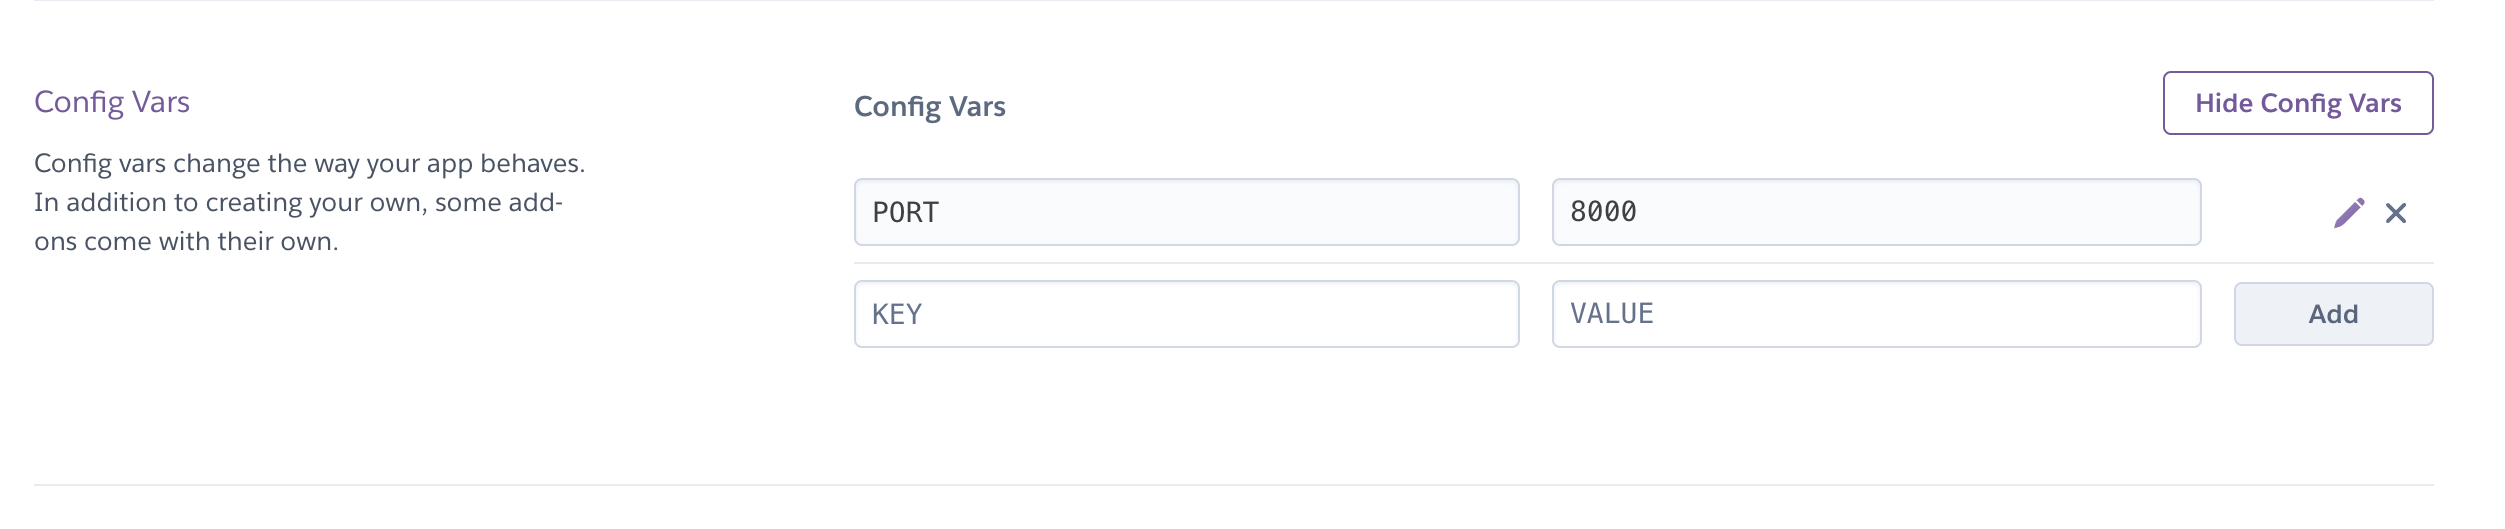 Config Vars
Config vars change the way your app behaves.
In addition to creating your own, some add-
ons come with their own.
Config Vars
Hide Config Vars
PORT
8000
KEY
VALUE
Add